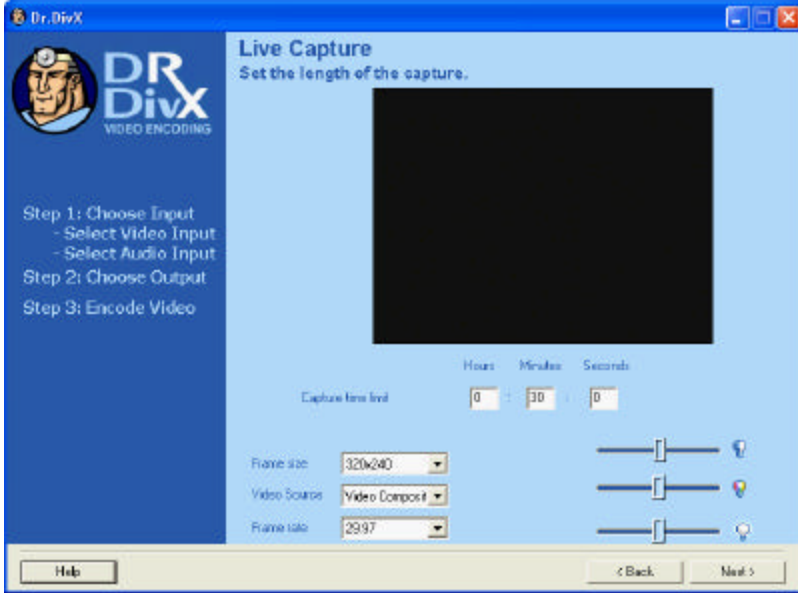 Dr.DivX
DR
DivX
VIDEO ENCODING
Live Capture
Set the length of the capture.
Step 1: Choose Input
- Select Video Input
- Select Audio Input
Step 2: Choose Output
Step 3: Encode Video
Hours Minutes Seconds
Capture time limit 0 : 30 : 0
Frame size 320x240
Video Source Video Composit
Frame rate 29.97
Help < Back Next >